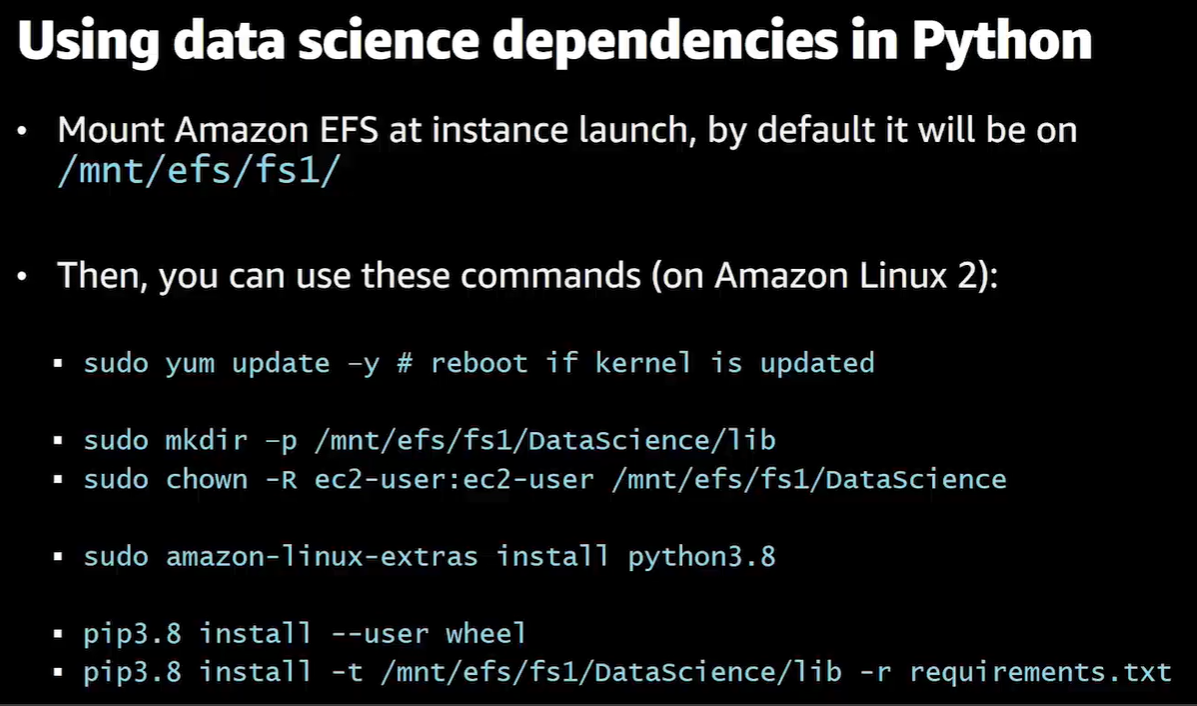 Using data science dependencies in Python
• Mount Amazon EFS at instance launch, by default it will be on
/mnt/efs/fs1/
• Then, you can use these commands (on Amazon Linux 2):
▪ sudo yum update –y # reboot if kernel is updated
▪ sudo mkdir –p /mnt/efs/fs1/DataScience/lib
▪ sudo chown -R ec2-user:ec2-user /mnt/efs/fs1/DataScience
▪ sudo amazon-linux-extras install python3.8
▪ pip3.8 install --user wheel
▪ pip3.8 install -t /mnt/efs/fs1/DataScience/lib -r requirements.txt